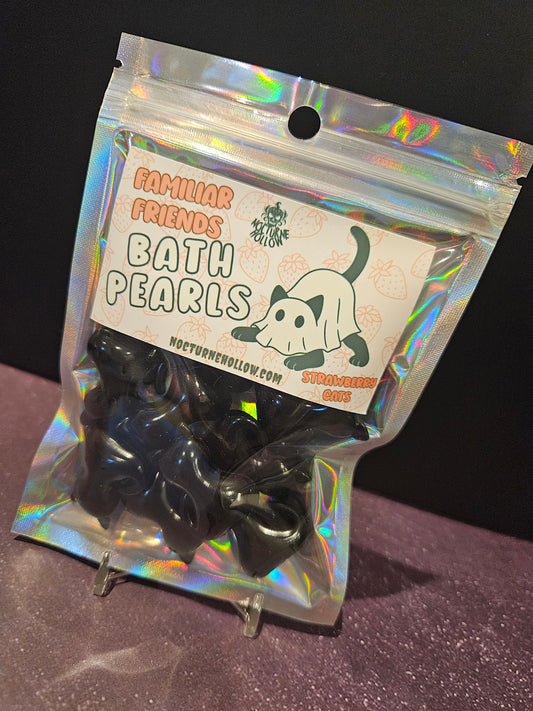 FAMILIAR
FRIENDS
BATH
PEARLS
NOCTURNE
HOLLOW
NOCTURNEHOLLOW.COM
STRAWBERRY
CATS